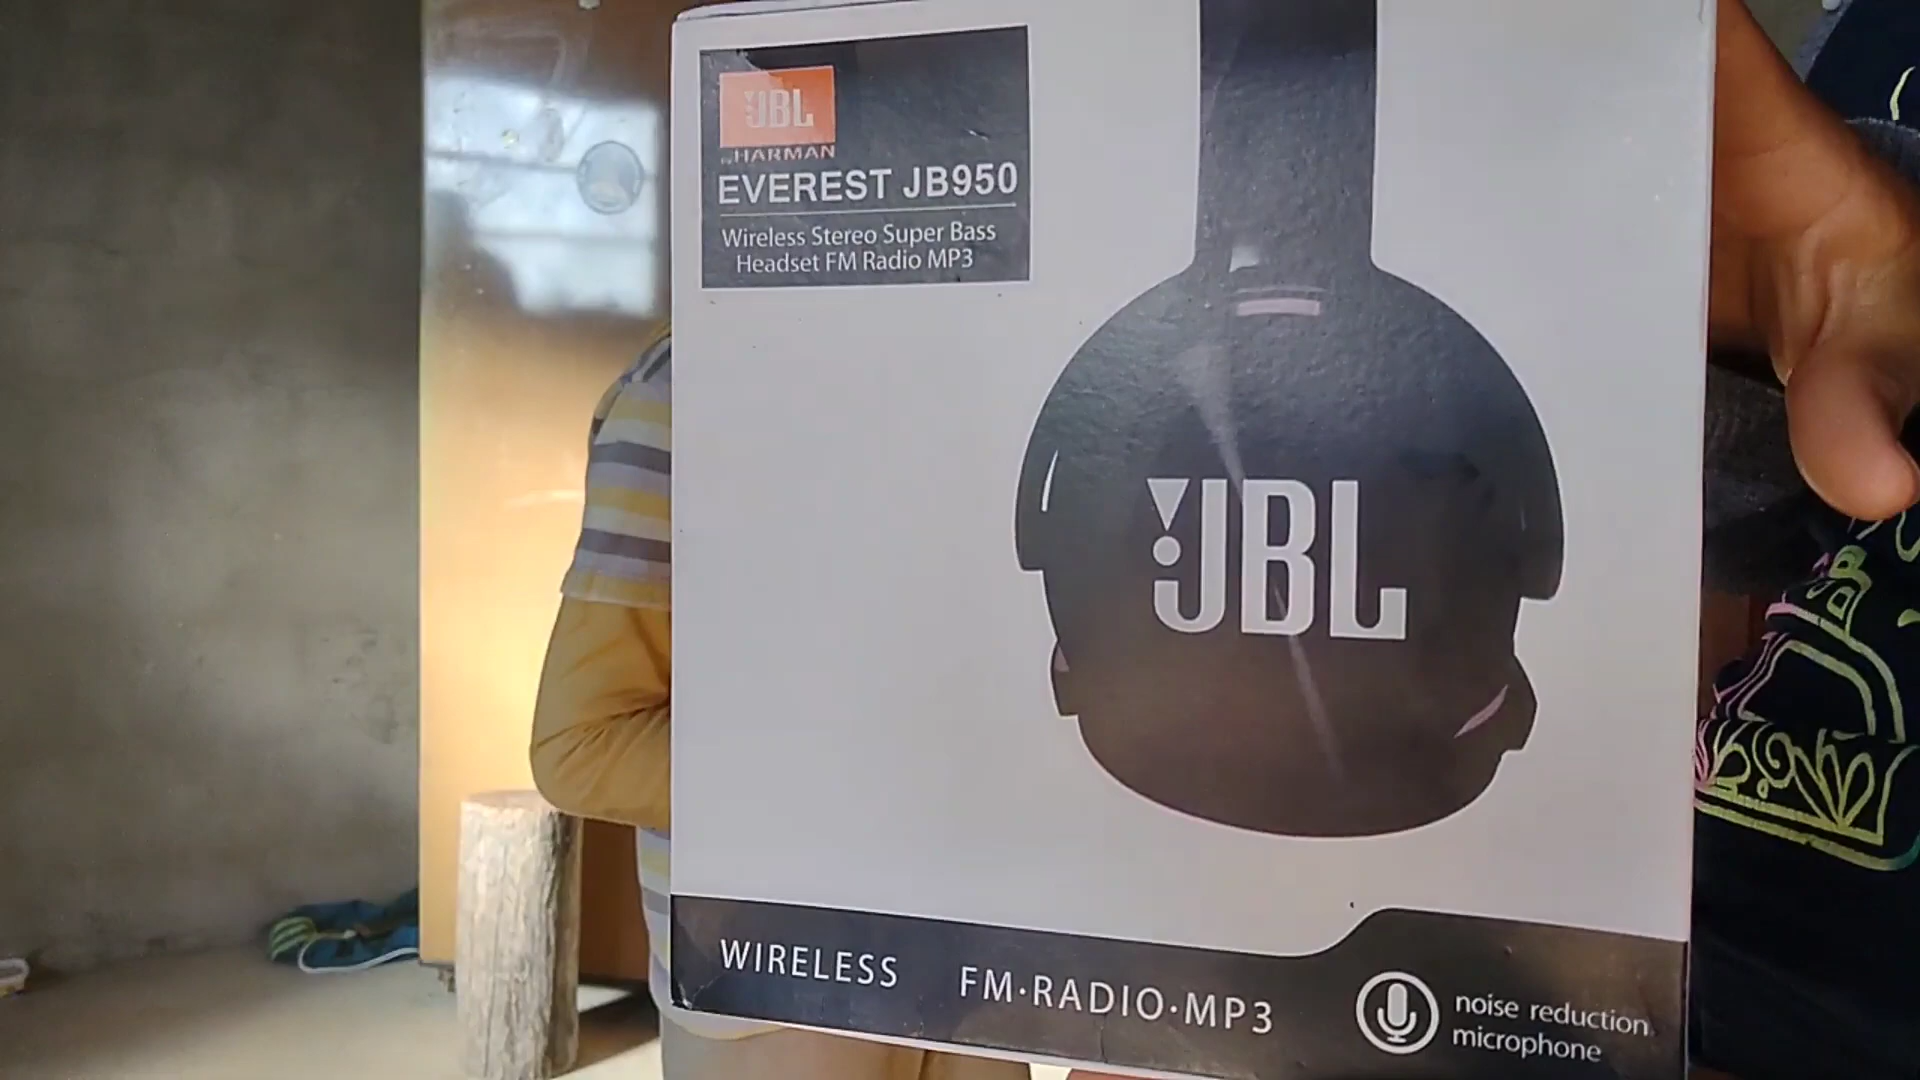 JBL
by HARMAN
EVEREST JB950
Wireless Stereo Super Bass
Headset FM Radio MP3
JBL
WIRELESS FM·RADIO·MP3
noise reduction
microphone